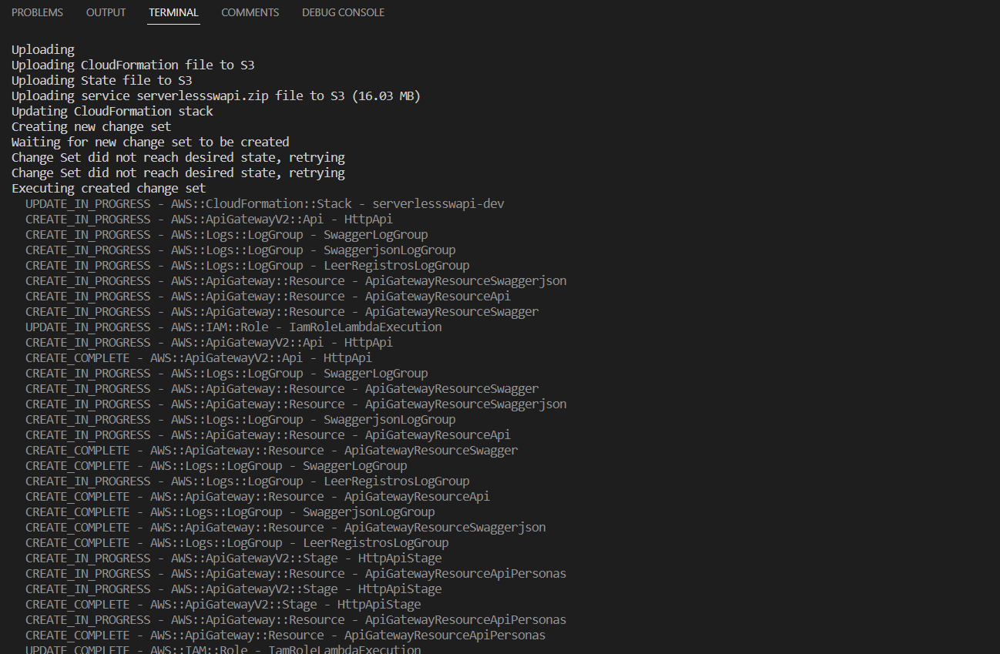 PROBLEMS OUTPUT TERMINAL COMMENTS DEBUG CONSOLE
Uploading
Uploading CloudFormation file to S3
Uploading State file to S3
Uploading service serverlessswapi.zip file to S3 (16.03 MB)
Updating CloudFormation stack
Creating new change set
Waiting for new change set to be created
Change Set did not reach desired state, retrying
Change Set did not reach desired state, retrying
Executing created change set
UPDATE_IN_PROGRESS - AWS::CloudFormation::Stack - serverlessswapi-dev
CREATE_IN_PROGRESS - AWS::ApiGatewayV2::Api - HttpApi
CREATE_IN_PROGRESS - AWS::Logs::LogGroup - SwaggerLogGroup
CREATE_IN_PROGRESS - AWS::Logs::LogGroup - SwaggerjsonLogGroup
CREATE_IN_PROGRESS - AWS::Logs::LogGroup - LeerRegistrosLogGroup
CREATE_IN_PROGRESS - AWS::ApiGateway::Resource - ApiGatewayResourceSwaggerjson
CREATE_IN_PROGRESS - AWS::ApiGateway::Resource - ApiGatewayResourceApi
CREATE_IN_PROGRESS - AWS::ApiGateway::Resource - ApiGatewayResourceSwagger
UPDATE_IN_PROGRESS - AWS::IAM::Role - IamRoleLambdaExecution
CREATE_IN_PROGRESS - AWS::ApiGatewayV2::Api - HttpApi
CREATE_COMPLETE - AWS::ApiGatewayV2::Api - HttpApi
CREATE_IN_PROGRESS - AWS::Logs::LogGroup - SwaggerLogGroup
CREATE_IN_PROGRESS - AWS::ApiGateway::Resource - ApiGatewayResourceSwagger
CREATE_IN_PROGRESS - AWS::ApiGateway::Resource - ApiGatewayResourceSwaggerjson
CREATE_IN_PROGRESS - AWS::Logs::LogGroup - SwaggerjsonLogGroup
CREATE_IN_PROGRESS - AWS::ApiGateway::Resource - ApiGatewayResourceApi
CREATE_COMPLETE - AWS::ApiGateway::Resource - ApiGatewayResourceSwagger
CREATE_COMPLETE - AWS::Logs::LogGroup - SwaggerLogGroup
CREATE_IN_PROGRESS - AWS::Logs::LogGroup - LeerRegistrosLogGroup
CREATE_COMPLETE - AWS::ApiGateway::Resource - ApiGatewayResourceApi
CREATE_COMPLETE - AWS::Logs::LogGroup - SwaggerjsonLogGroup
CREATE_COMPLETE - AWS::ApiGateway::Resource - ApiGatewayResourceSwaggerjson
CREATE_COMPLETE - AWS::Logs::LogGroup - LeerRegistrosLogGroup
CREATE_IN_PROGRESS - AWS::ApiGatewayV2::Stage - HttpApiStage
CREATE_IN_PROGRESS - AWS::ApiGateway::Resource - ApiGatewayResourceApiPersonas
CREATE_IN_PROGRESS - AWS::ApiGatewayV2::Stage - HttpApiStage
CREATE_COMPLETE - AWS::ApiGatewayV2::Stage - HttpApiStage
CREATE_IN_PROGRESS - AWS::ApiGateway::Resource - ApiGatewayResourceApiPersonas
CREATE_COMPLETE - AWS::ApiGateway::Resource - ApiGatewayResourceApiPersonas
UPDATE_COMPLETE - AWS::IAM::Role - IamRoleLambdaExecution